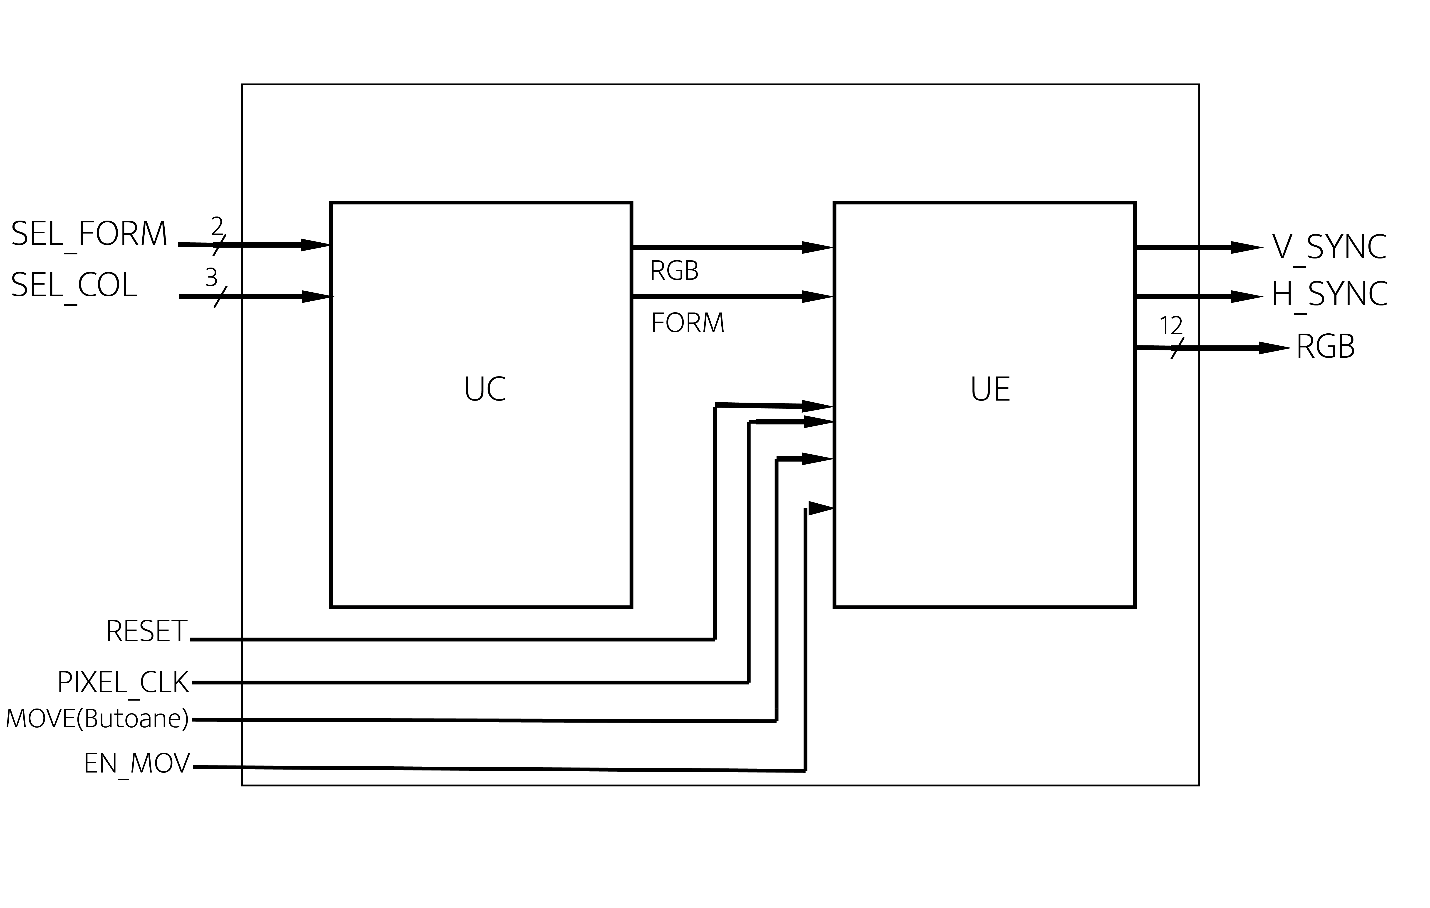 SEL_FORM
2
SEL_COL
3
RGB
FORM
UC
UE
V_SYNC
H_SYNC
12
RGB
RESET
PIXEL_CLK
MOVE(Butoane)
EN_MOV